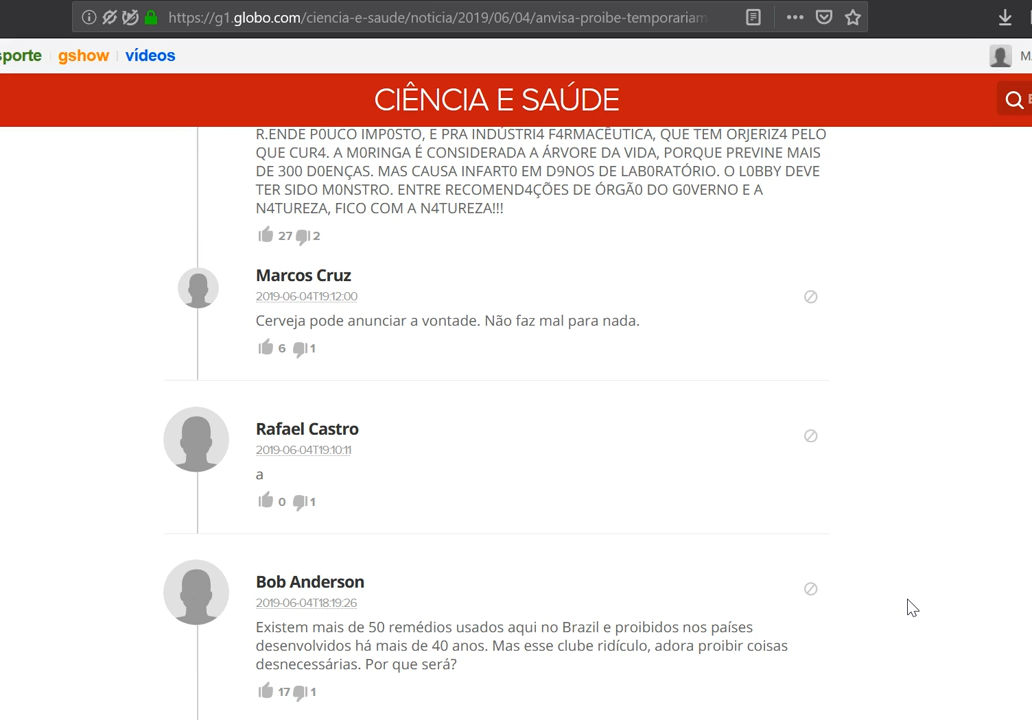 https://g1.globo.com/ciencia-e-saude/noticia/2019/06/04/anvisa-proibe-temporariam
sporte gshow vídeos
CIÊNCIA E SAÚDE
R.ENDE P0UCO IMP0STO, E PRA INDÚSTRI4 F4RMACÊUTICA, QUE TEM ORJERIZ4 PELO
QUE CUR4. A M0RINGA É CONSIDERADA A ÁRVORE DA VIDA, PORQUE PREVINE MAIS
DE 300 D0ENÇAS. MAS CAUSA INFART0 EM D9NOS DE LAB0RATÓRIO. O L0BBY DEVE
TER SIDO M0NSTRO. ENTRE RECOMEND4ÇÕES DE ÓRGÃ0 DO G0VERNO E A
N4TUREZA, FICO COM A N4TUREZA!!!
27 2
Marcos Cruz
2019-06-04T19:12:00
Cerveja pode anunciar a vontade. Não faz mal para nada.
6 1
Rafael Castro
2019-06-04T19:10:11
a
0 1
Bob Anderson
2019-06-04T18:19:26
Existem mais de 50 remédios usados aqui no Brazil e proibidos nos países
desenvolvidos há mais de 40 anos. Mas esse clube ridículo, adora proibir coisas
desnecessárias. Por que será?
17 1